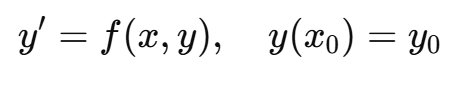 y′ = f(x, y),  y(x₀) = y₀